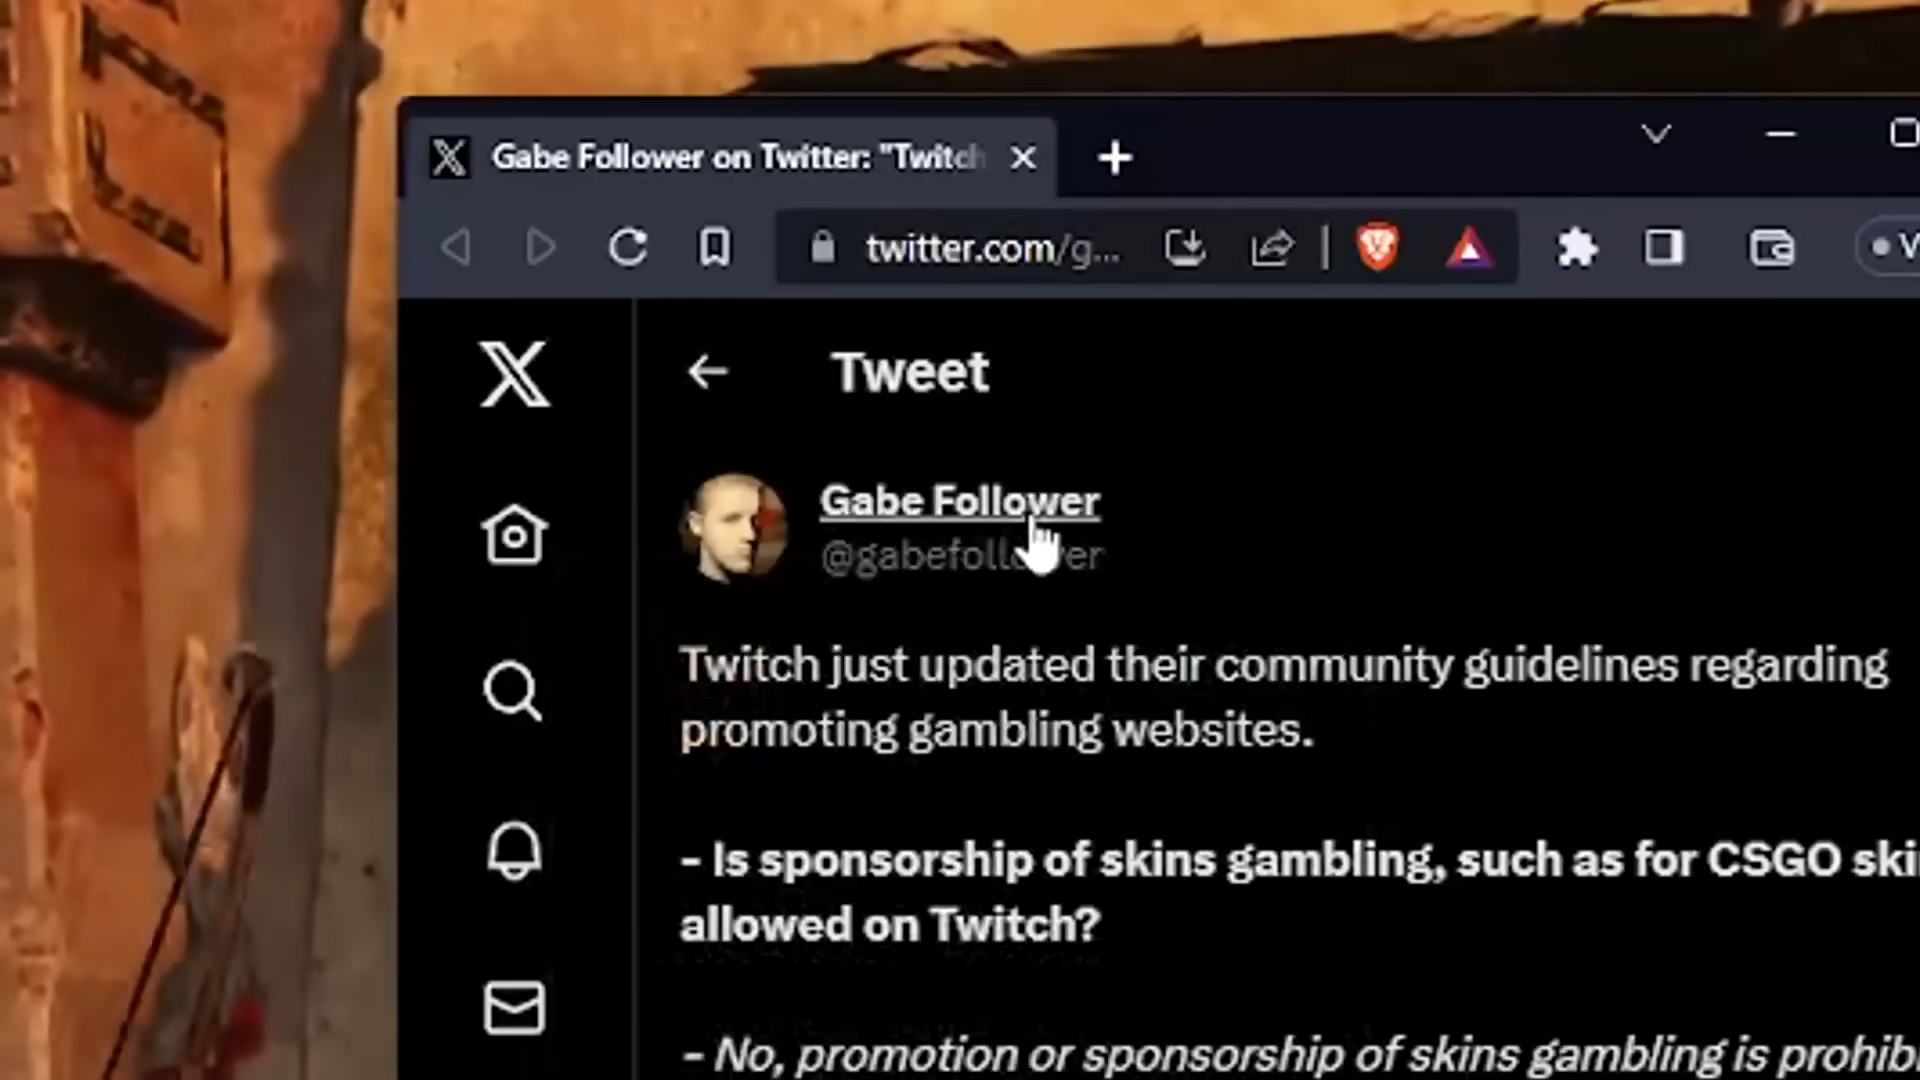 Gabe Follower on Twitter: "Twitch
twitter.com/g...
V
Tweet
Gabe Follower
@gabefollower
Twitch just updated their community guidelines regarding
promoting gambling websites.
- Is sponsorship of skins gambling, such as for CSGO ski
allowed on Twitch?
- No, promotion or sponsorship of skins gambling is prohib